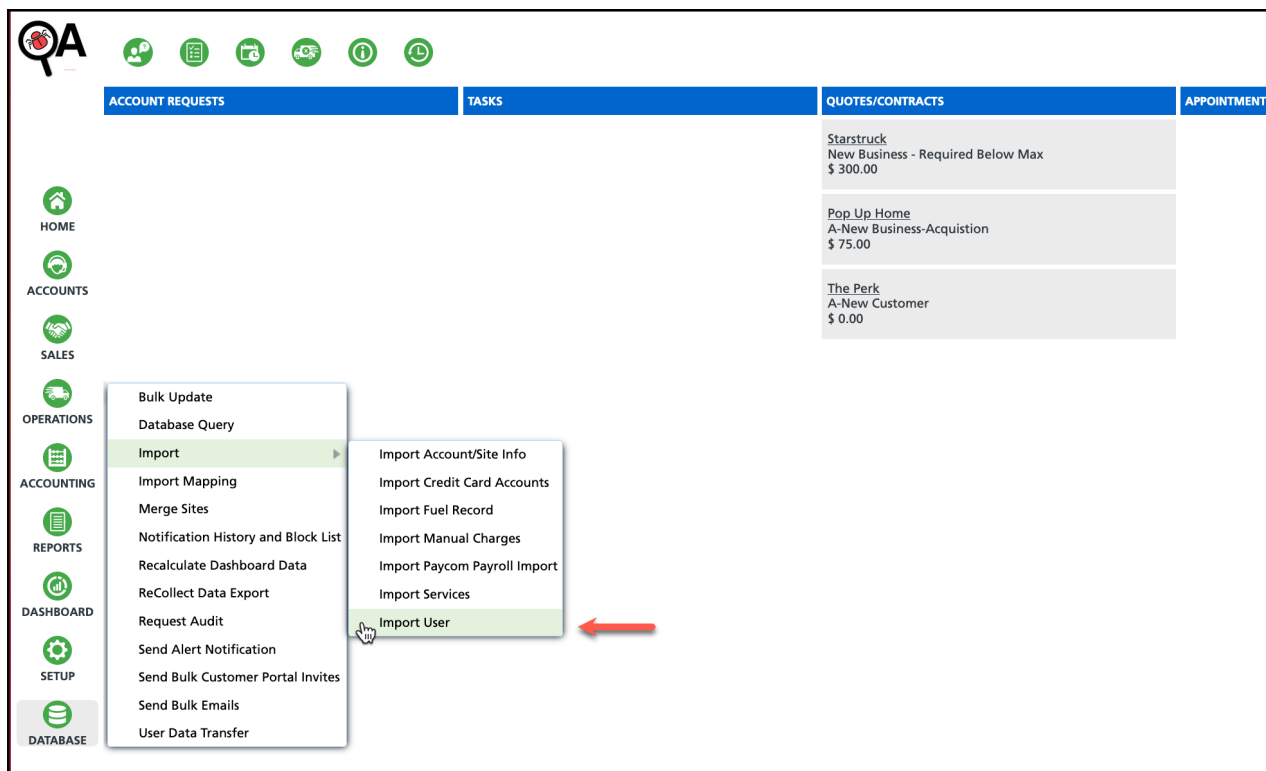 QA
ACCOUNT REQUESTS
TASKS
QUOTES/CONTRACTS
APPOINTMENT
Starstruck
New Business - Required Below Max
$ 300.00
Pop Up Home
A-New Business-Acquistion
$ 75.00
The Perk
A-New Customer
$ 0.00
HOME
ACCOUNTS
SALES
OPERATIONS
ACCOUNTING
REPORTS
DASHBOARD
SETUP
DATABASE
Bulk Update
Database Query
Import
Import Mapping
Merge Sites
Notification History and Block List
Recalculate Dashboard Data
ReCollect Data Export
Request Audit
Send Alert Notification
Send Bulk Customer Portal Invites
Send Bulk Emails
User Data Transfer
Import Account/Site Info
Import Credit Card Accounts
Import Fuel Record
Import Manual Charges
Import Paycom Payroll Import
Import Services
Import User